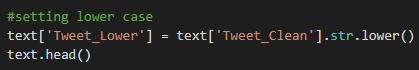 #setting lower case
text['Tweet_Lower'] = text['Tweet_Clean'].str.lower()
text.head()